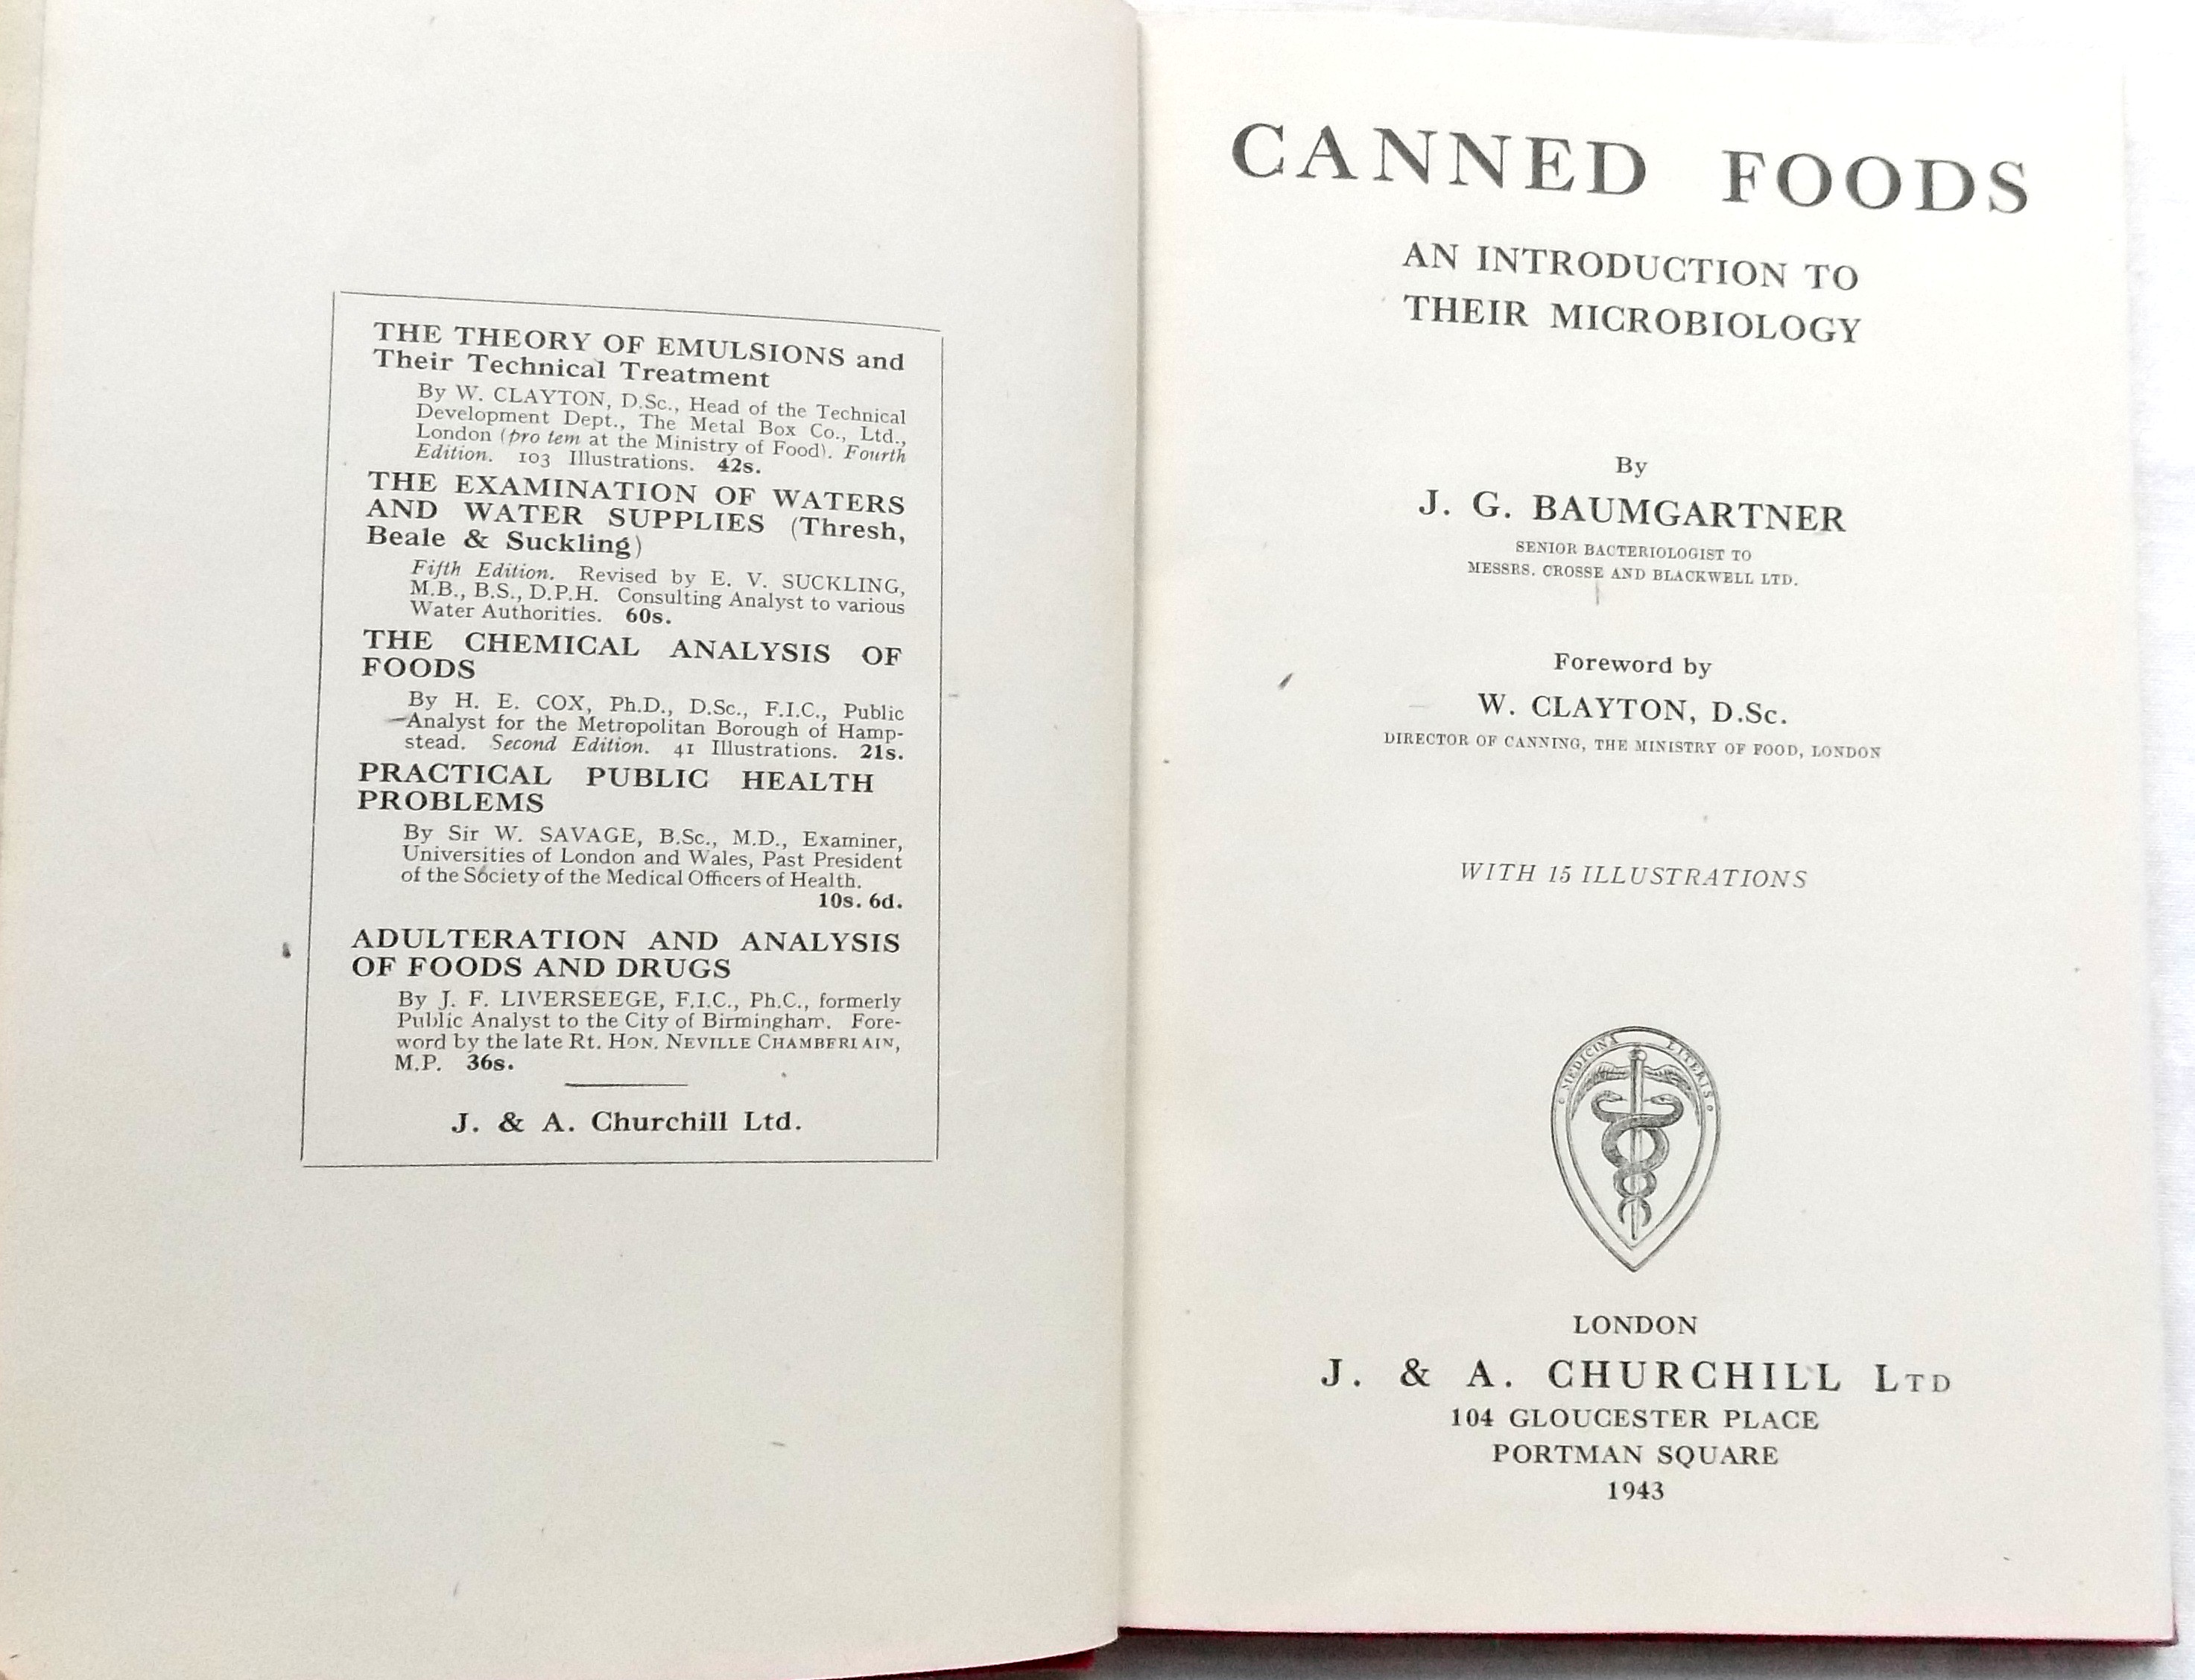 THE THEORY OF EMULSIONS and
Their Technical Treatment
By W. CLAYTON, D.Sc., Head of the Technical
Development Dept., The Metal Box Co., Ltd.,
London (pro tem at the Ministry of Food). Fourth
Edition. 103 Illustrations. 42s.
THE EXAMINATION OF WATERS
AND WATER SUPPLIES (Thresh,
Beale & Suckling)
Fifth Edition. Revised by E. V. SUCKLING,
M.B., B.S., D.P.H. Consulting Analyst to various
Water Authorities. 60s.
THE CHEMICAL ANALYSIS OF
FOODS
By H. E. COX, Ph.D., D.Sc., F.I.C., Public
Analyst for the Metropolitan Borough of Hamp-
stead. Second Edition. 41 Illustrations. 21s.
PRACTICAL PUBLIC HEALTH
PROBLEMS
By Sir W. SAVAGE, B.Sc., M.D., Examiner,
Universities of London and Wales, Past President
of the Society of the Medical Officers of Health.
10s. 6d.
ADULTERATION AND ANALYSIS
OF FOODS AND DRUGS
By J. F. LIVERSEEGE, F.I.C., Ph.C., formerly
Public Analyst to the City of Birmingham. Fore-
word by the late Rt. HON. NEVILLE CHAMBERLAIN,
M.P. 36s.
J. & A. Churchill Ltd.
CANNED FOODS
AN INTRODUCTION TO
THEIR MICROBIOLOGY
By
J. G. BAUMGARTNER
SENIOR BACTERIOLOGIST TO
MESSRS. CROSSE AND BLACKWELL LTD.
Foreword by
W. CLAYTON, D.Sc.
DIRECTOR OF CANNING, THE MINISTRY OF FOOD, LONDON
WITH 15 ILLUSTRATIONS
MEDICINA LITERIS
LONDON
J. & A. CHURCHILL LTD
104 GLOUCESTER PLACE
PORTMAN SQUARE
1943